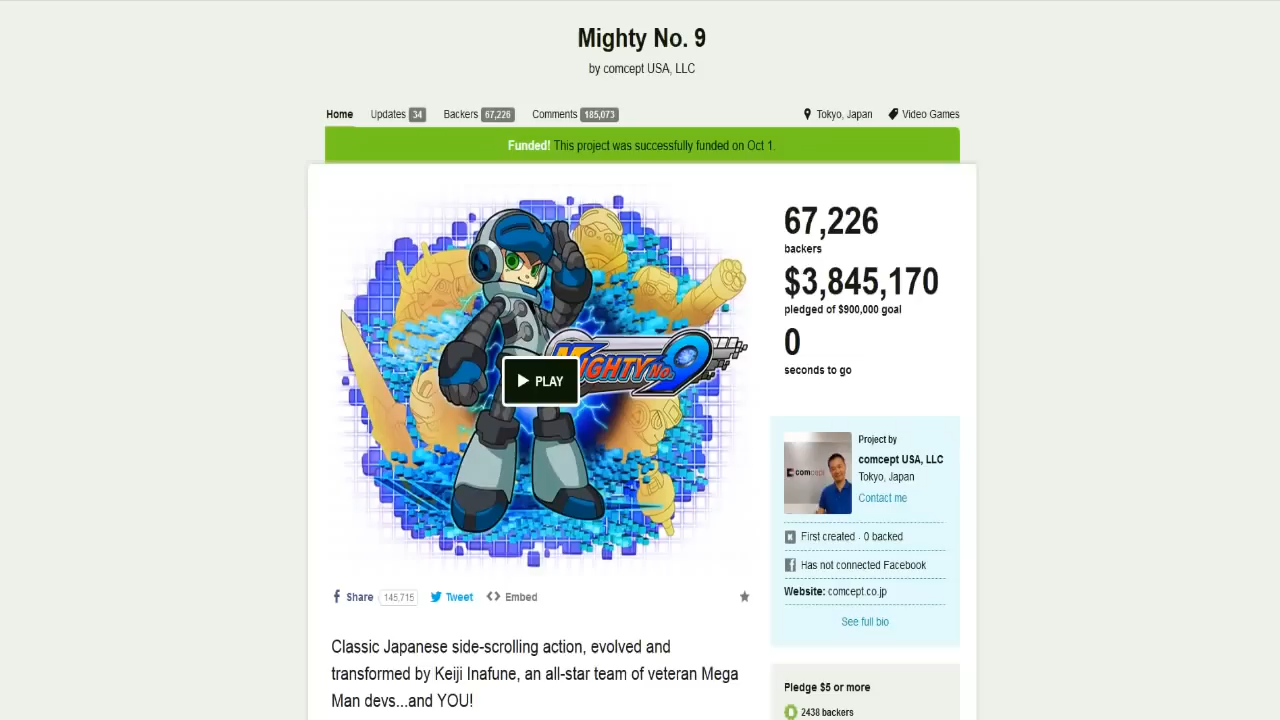 Mighty No. 9
by comcept USA, LLC
Home Updates 34 Backers 67,226 Comments 185,073 Tokyo, Japan Video Games
Funded! This project was successfully funded on Oct 1.
67,226
backers
$3,845,170
pledged of $900,000 goal
0
seconds to go
MIGHTY No. 9
PLAY
comcept
Project by
comcept USA, LLC
Tokyo, Japan
Contact me
First created · 0 backed
Has not connected Facebook
Website: comcept.co.jp
See full bio
Share 145,715 Tweet Embed
Classic Japanese side-scrolling action, evolved and
transformed by Keiji Inafune, an all-star team of veteran Mega
Man devs...and YOU!
Pledge $5 or more
2438 backers